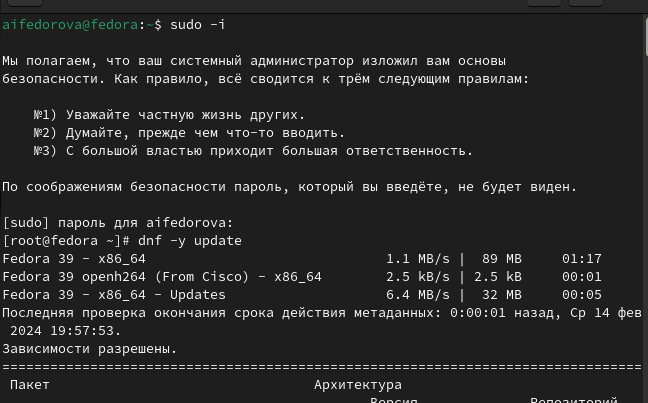 aifedorova@fedora:~$ sudo -i
Мы полагаем, что ваш системный администратор изложил вам основы
безопасности. Как правило, всё сводится к трём следующим правилам:
№1) Уважайте частную жизнь других.
№2) Думайте, прежде чем что-то вводить.
№3) С большой властью приходит большая ответственность.
По соображениям безопасности пароль, который вы введёте, не будет виден.
[sudo] пароль для aifedorova:
[root@fedora ~]# dnf -y update
Fedora 39 - x86_64 1.1 MB/s | 89 MB 01:17
Fedora 39 openh264 (From Cisco) - x86_64 2.5 kB/s | 2.5 kB 00:01
Fedora 39 - x86_64 - Updates 6.4 MB/s | 32 MB 00:05
Последняя проверка окончания срока действия метаданных: 0:00:01 назад, Ср 14 фев
2024 19:57:53.
Зависимости разрешены.
================================================================================
Пакет Архитектура
Версия Репозиторий